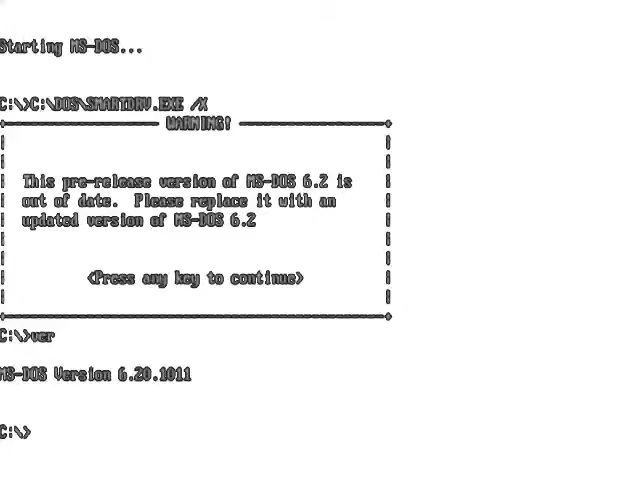 Starting MS-DOS...
C:\>C:\DOS\SMARTDRV.EXE /X
WARNING!
This pre-release version of MS-DOS 6.2 is
out of date.  Please replace it with an
updated version of MS-DOS 6.2
<Press any key to continue>
C:\>ver
MS-DOS Version 6.20.1011
C:\>